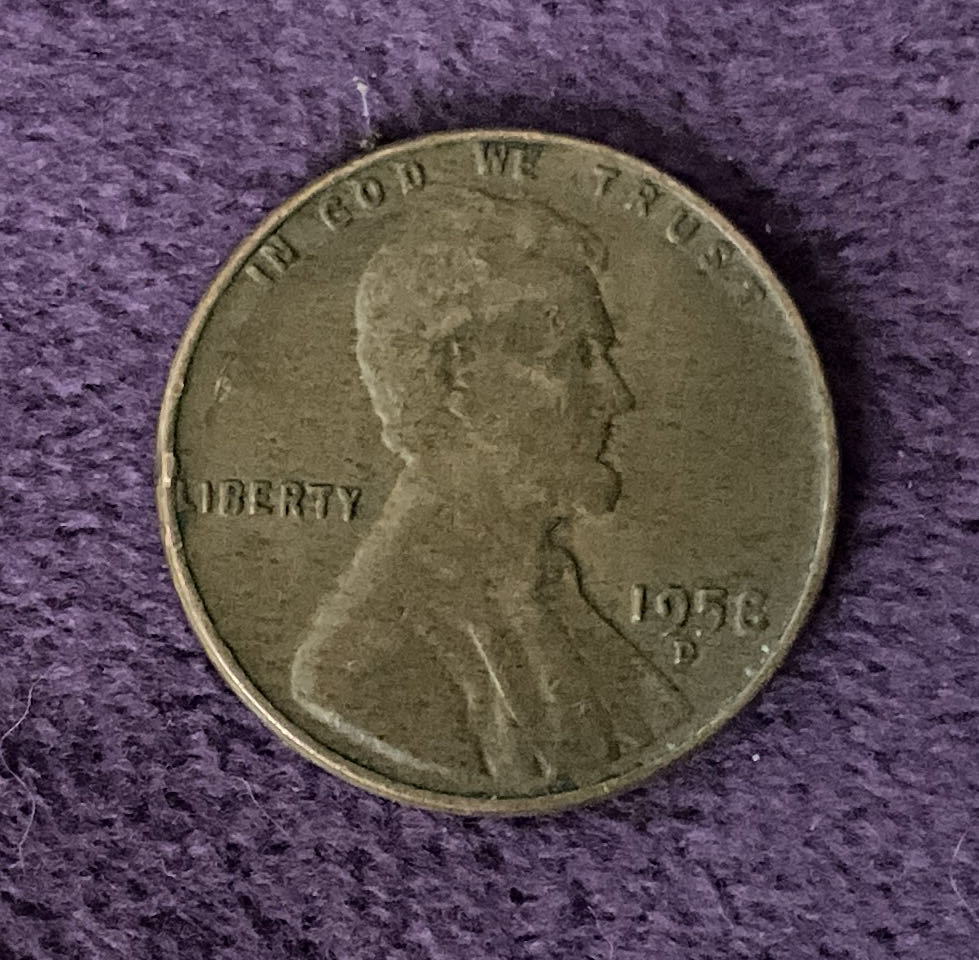 IN GOD WE TRUST
LIBERTY
1958
D